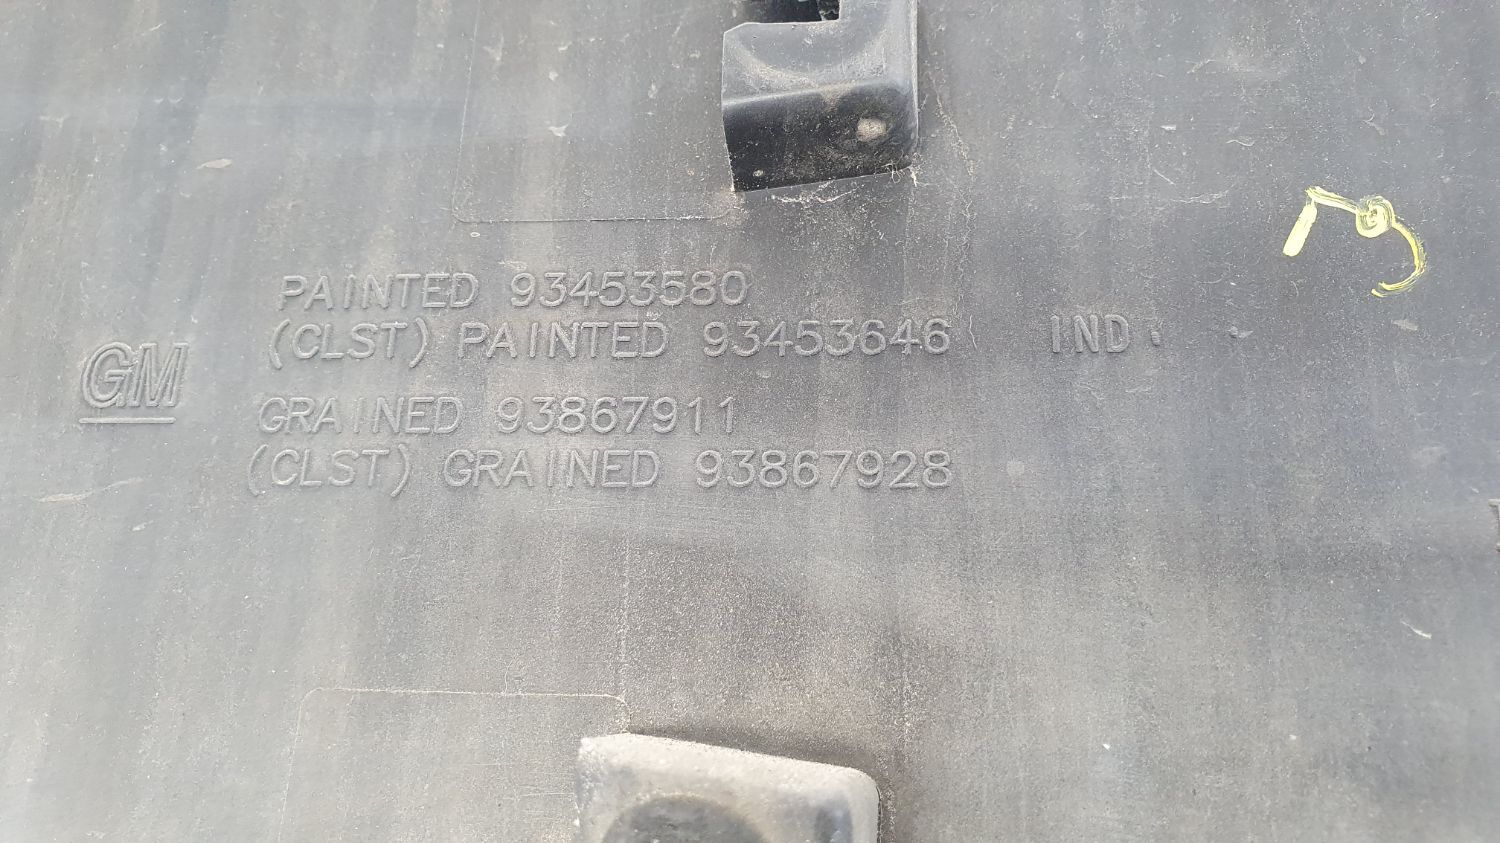 PAINTED 93453580
(CLST) PAINTED 93453646 IND.
GM
GRAINED 93867911
(CLST) GRAINED 93867928